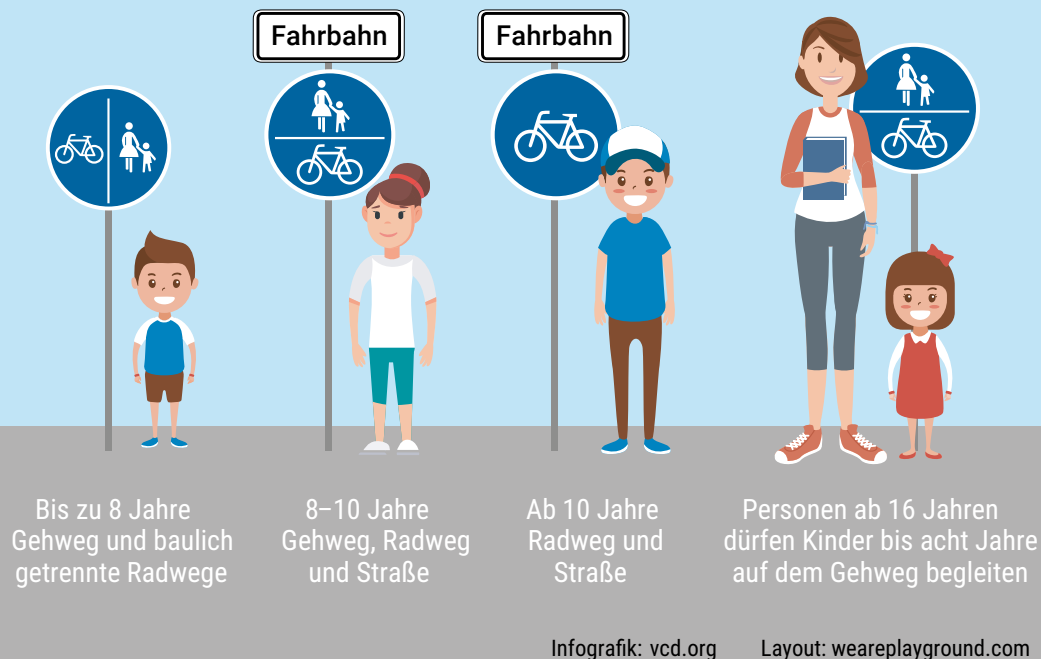 Fahrbahn
Fahrbahn
Bis zu 8 Jahre
Gehweg und baulich
getrennte Radwege
8–10 Jahre
Gehweg, Radweg
und Straße
Ab 10 Jahre
Radweg und
Straße
Personen ab 16 Jahren
dürfen Kinder bis acht Jahre
auf dem Gehweg begleiten
Infografik: vcd.org
Layout: weareplayground.com